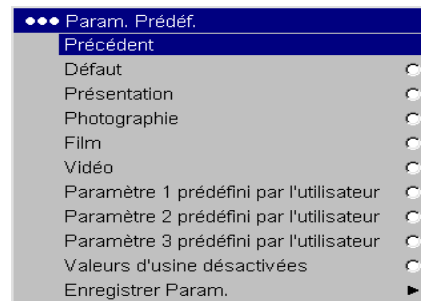 Param. Prédéf.
Précédent
Défaut
Présentation
Photographie
Film
Vidéo
Paramètre 1 prédéfini par l'utilisateur
Paramètre 2 prédéfini par l'utilisateur
Paramètre 3 prédéfini par l'utilisateur
Valeurs d'usine désactivées
Enregistrer Param.